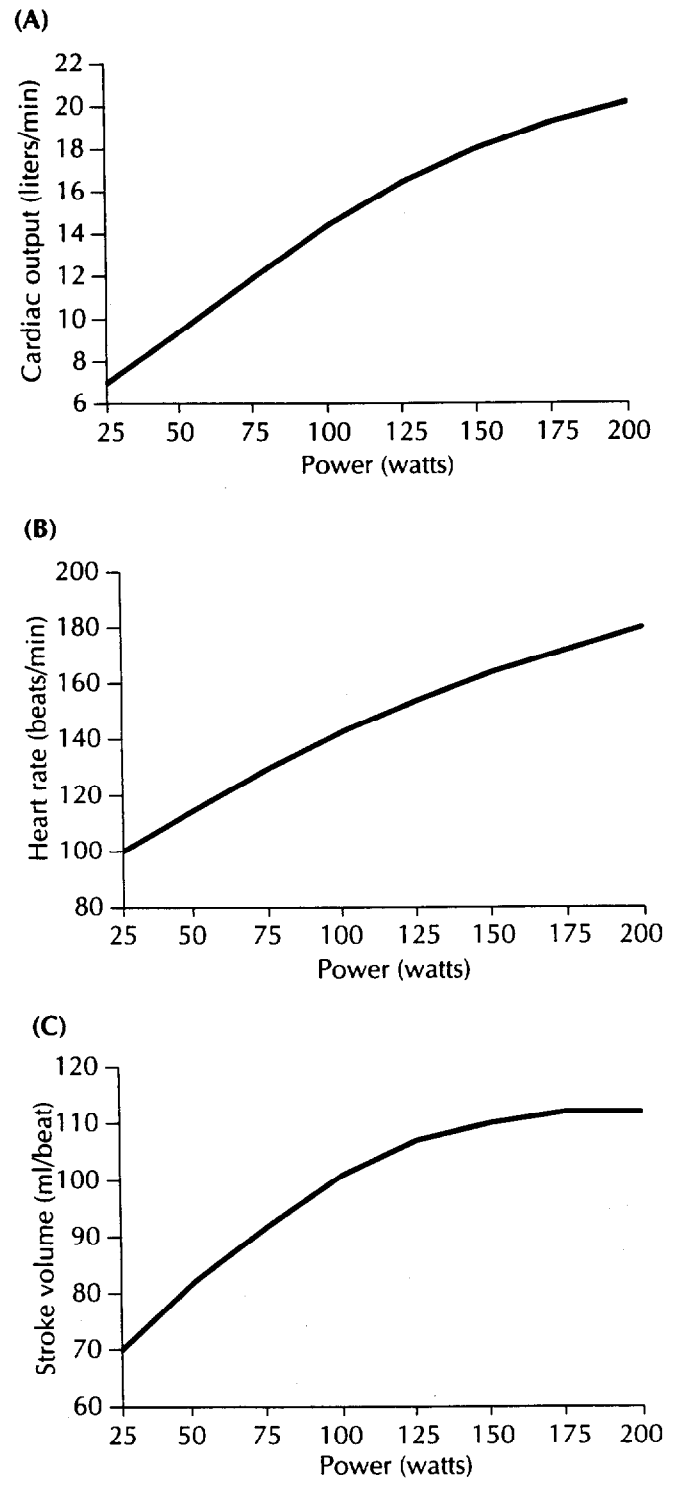 (A)
Cardiac output (liters/min)
22
20
18
16
14
12
10
8
6
25 50 75 100 125 150 175 200
Power (watts)
(B)
Heart rate (beats/min)
200
180
160
140
120
100
80
25 50 75 100 125 150 175 200
Power (watts)
(C)
Stroke volume (ml/beat)
120
110
100
90
80
70
60
25 50 75 100 125 150 175 200
Power (watts)